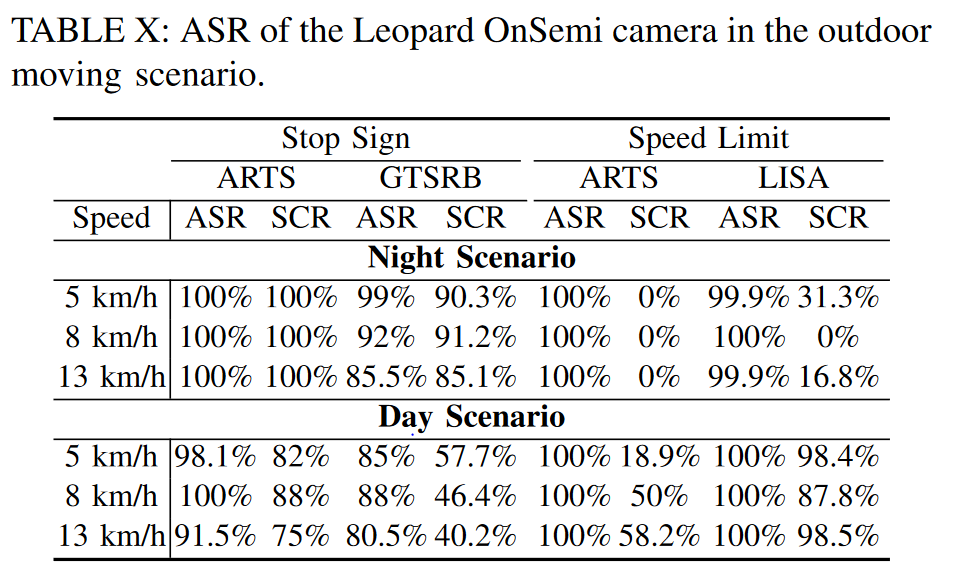 TABLE X: ASR of the Leopard OnSemi camera in the outdoor
moving scenario.
Stop Sign Speed Limit
ARTS GTSRB ARTS LISA
Speed ASR SCR ASR SCR ASR SCR ASR SCR
Night Scenario
5 km/h 100% 100% 99% 90.3% 100% 0% 99.9% 31.3%
8 km/h 100% 100% 92% 91.2% 100% 0% 100% 0%
13 km/h 100% 100% 85.5% 85.1% 100% 0% 99.9% 16.8%
Day Scenario
5 km/h 98.1% 82% 85% 57.7% 100% 18.9% 100% 98.4%
8 km/h 100% 88% 88% 46.4% 100% 50% 100% 87.8%
13 km/h 91.5% 75% 80.5% 40.2% 100% 58.2% 100% 98.5%